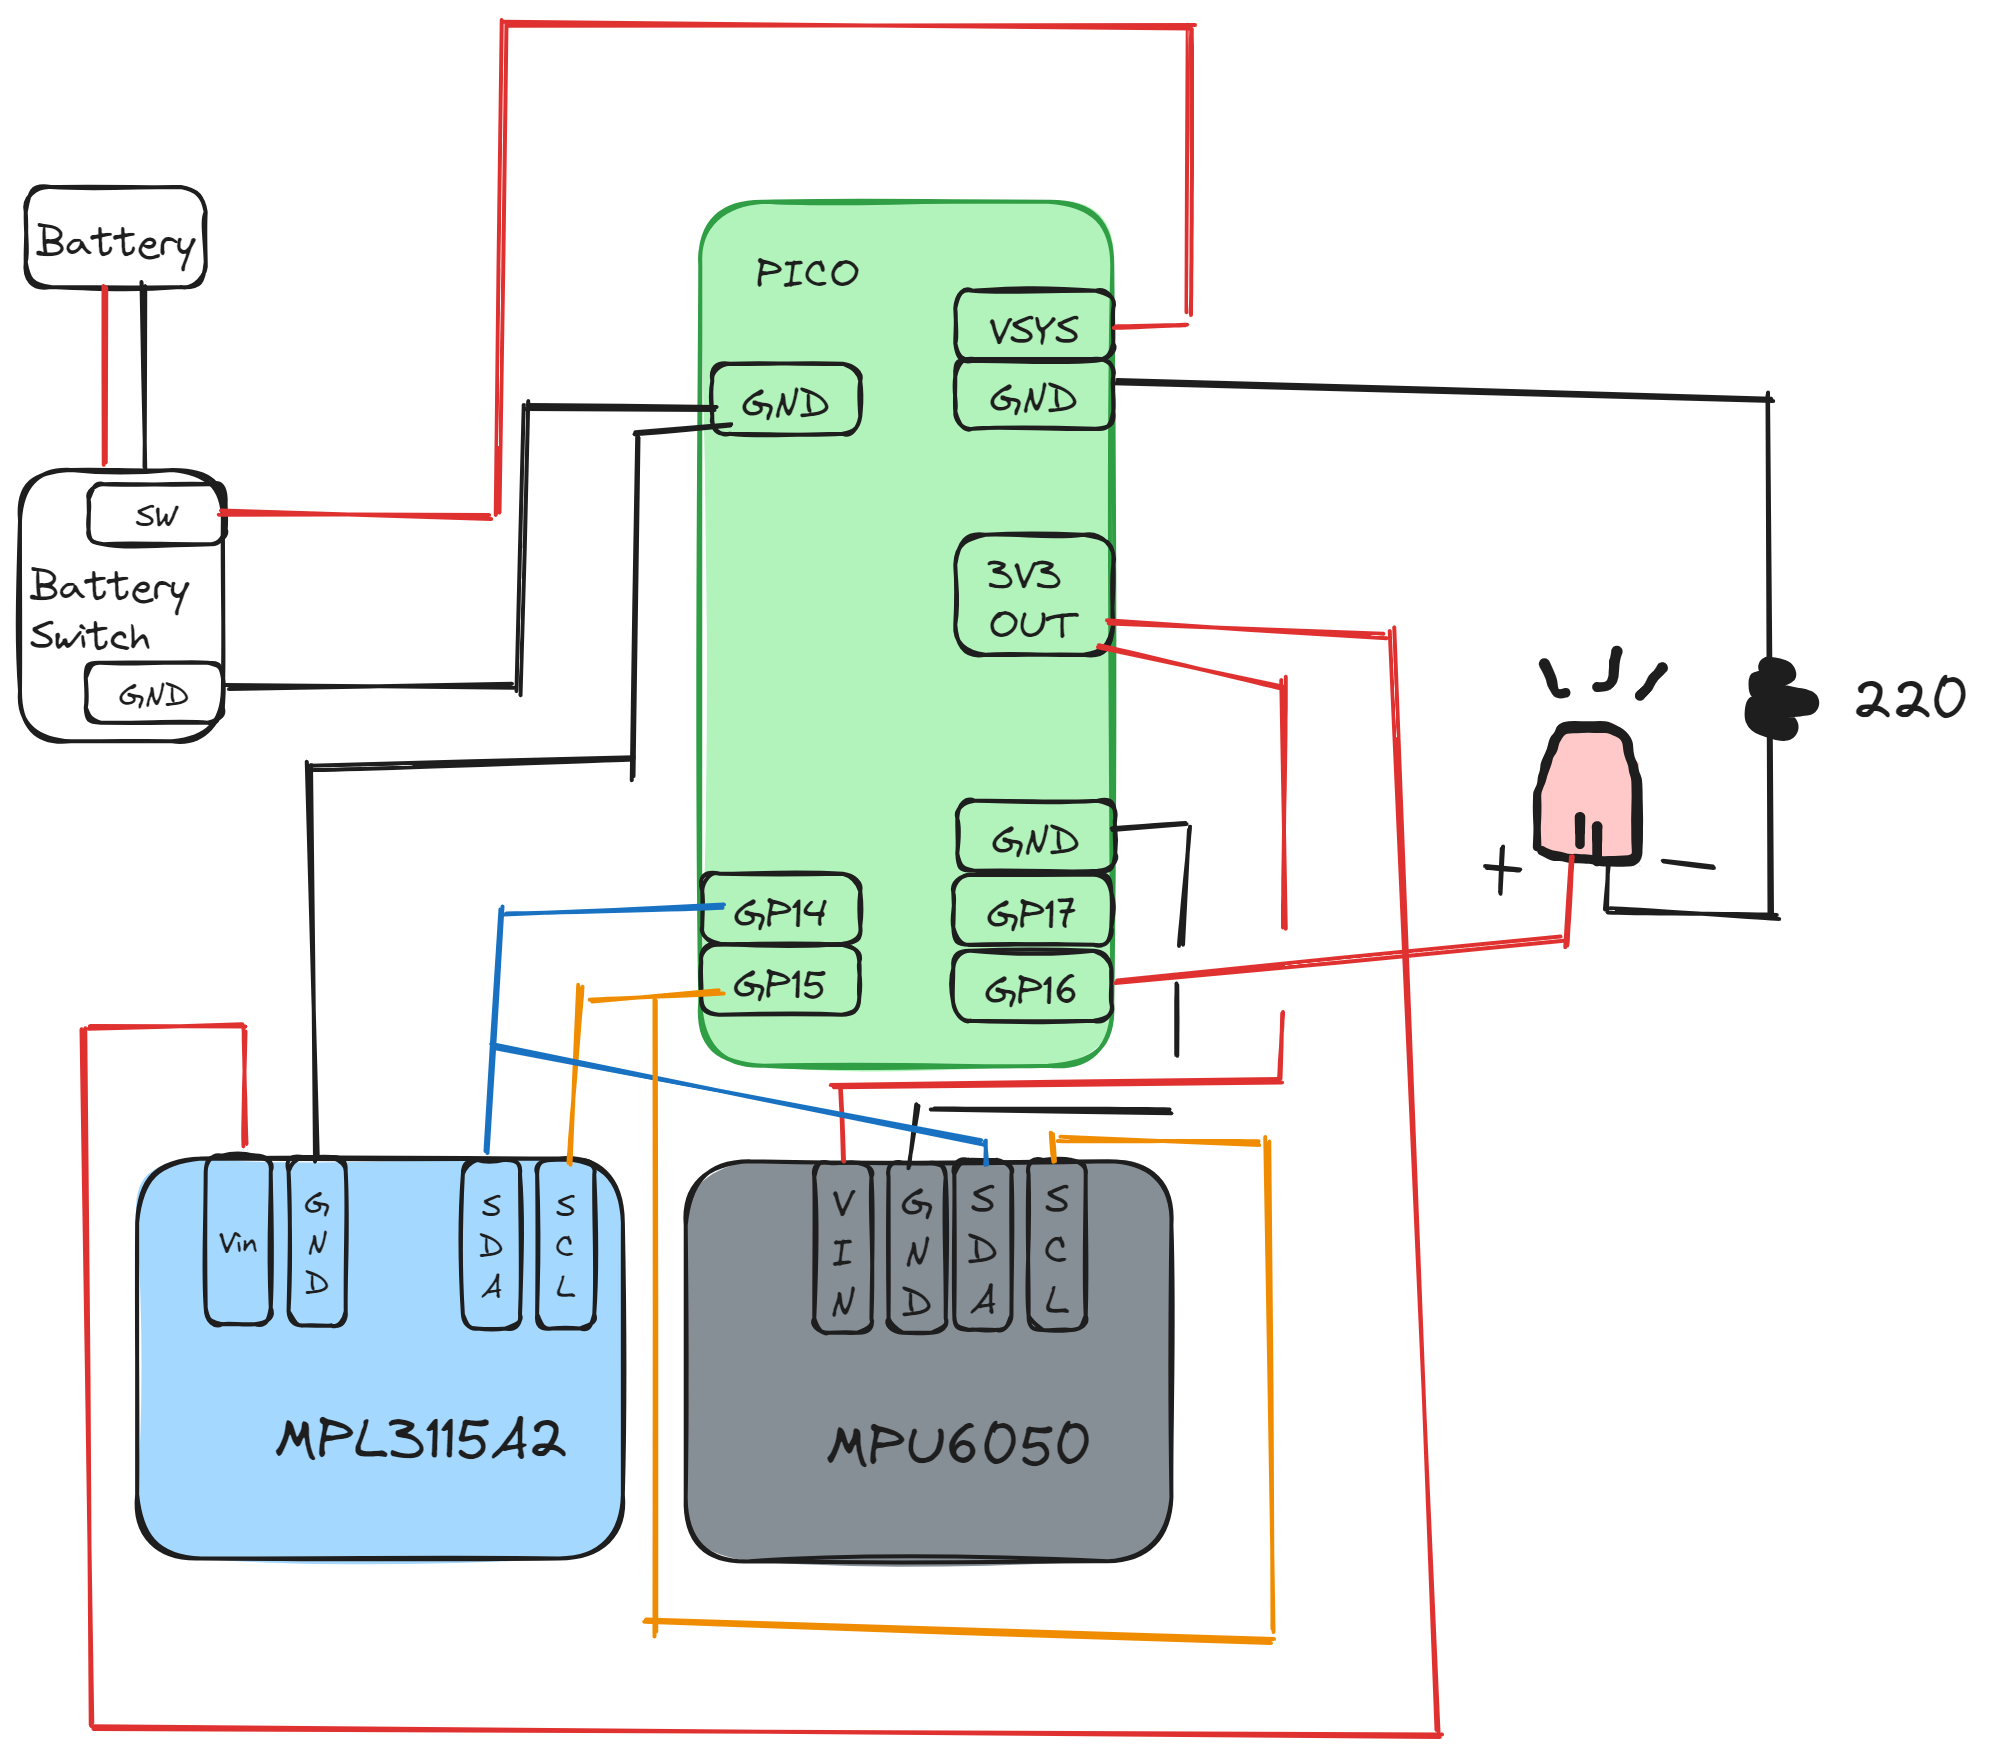 Battery
SW
Battery
Switch
GND
PICO
VSYS
GND
GND
3V3
OUT
GND
GP14
GP17
GP15
GP16
220
+
-
Vin
GND
SDA
SCL
MPL3115A2
VIN
GND
SDA
SCL
MPU6050